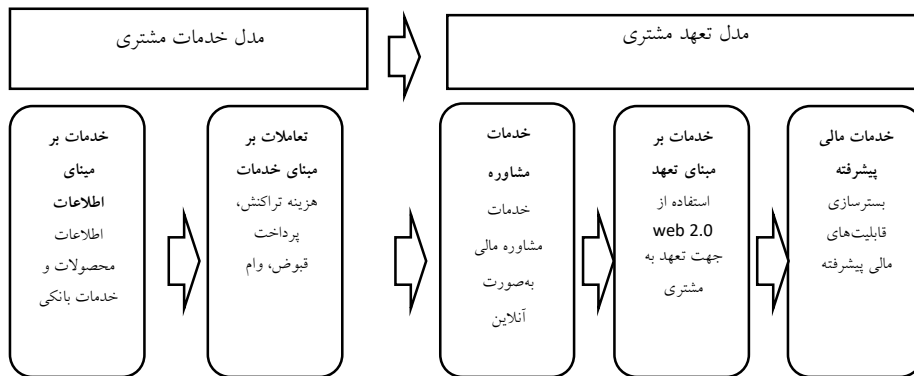 مدل خدمات مشتری
مدل تعهد مشتری
خدمات بر
مبنای
اطلاعات
اطلاعات
محصولات و
خدمات بانکی
تعاملات بر
مبنای خدمات
هزینه تراکنش،
پرداخت
قبوض، وام
خدمات
مشاوره
خدمات
مشاوره مالی
به‌صورت
آنلاین
خدمات بر
مبنای تعهد
استفاده از
web 2.0
جهت تعهد به
مشتری
خدمات مالی
پیشرفته
بسترسازی
قابلیت‌های
مالی پیشرفته